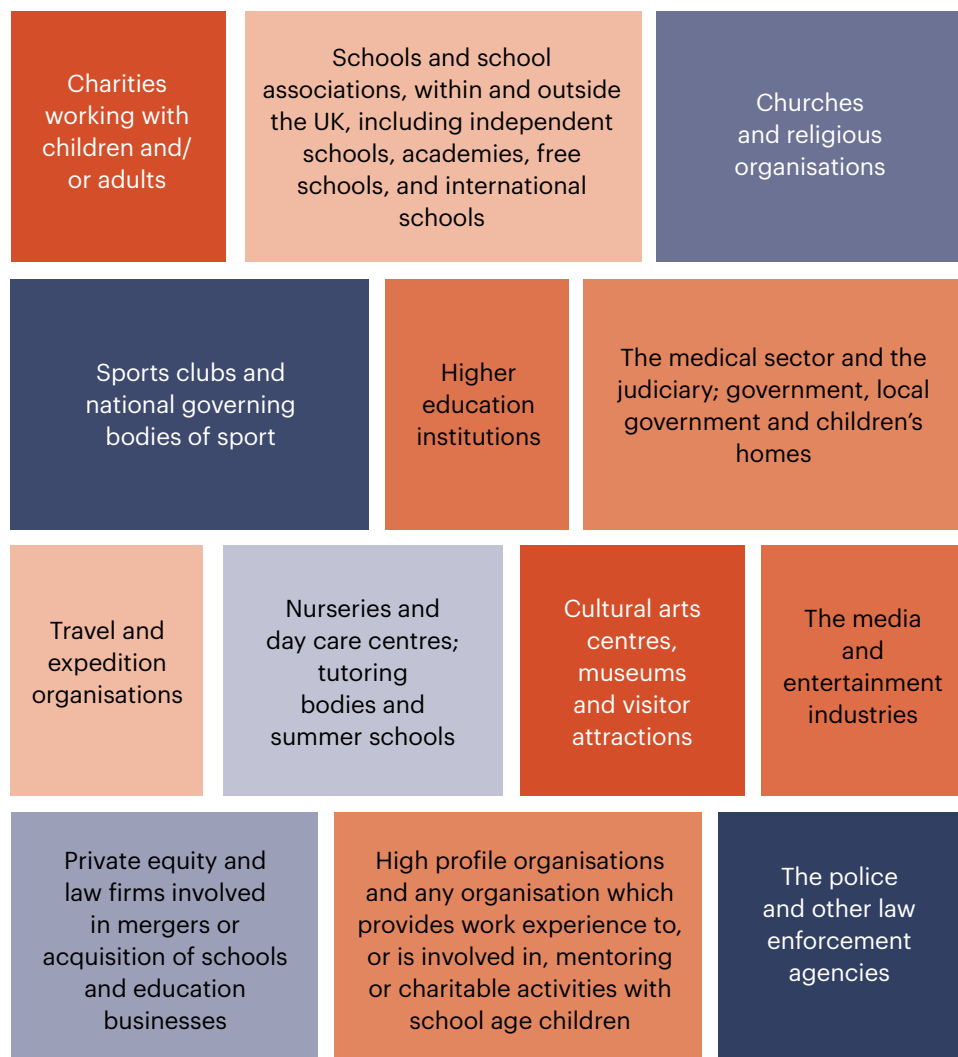 Charities
working with
children and/
or adults
Schools and school
associations, within and outside
the UK, including independent
schools, academies, free
schools, and international
schools
Churches
and religious
organisations
Sports clubs and
national governing
bodies of sport
Higher
education
institutions
The medical sector and the
judiciary; government, local
government and children’s
homes
Travel and
expedition
organisations
Nurseries and
day care centres;
tutoring
bodies and
summer schools
Cultural arts
centres,
museums
and visitor
attractions
The media
and
entertainment
industries
Private equity and
law firms involved
in mergers or
acquisition of schools
and education
businesses
High profile organisations
and any organisation which
provides work experience to,
or is involved in, mentoring
or charitable activities with
school age children
The police
and other law
enforcement
agencies